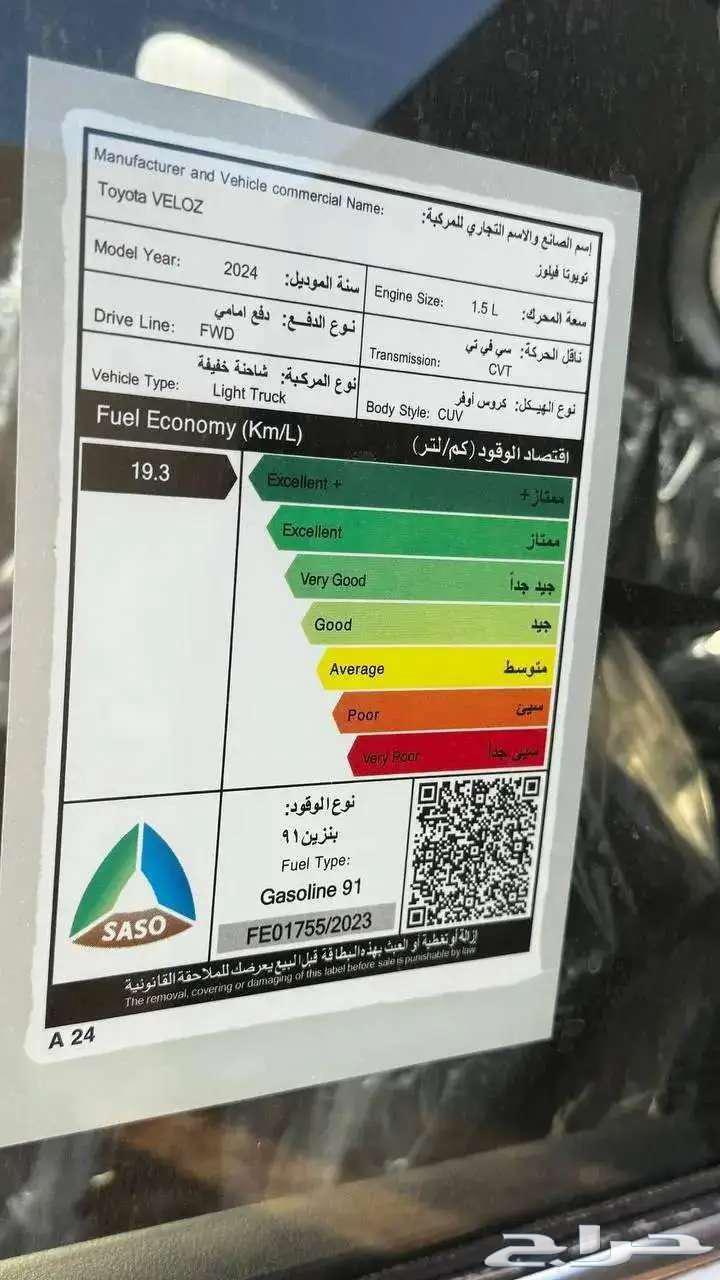 Manufacturer and Vehicle commercial Name:
إسم الصانع والاسم التجاري للمركبة:
Toyota VELOZ
تويوتا فيلوز
Model Year: 2024 سنة الموديل:
Engine Size: 1.5 L سعة المحرك:
Drive Line: دفع امامي نوع الدفع:
FWD
Transmission: سي في تي ناقل الحركة:
CVT
Vehicle Type: شاحنة خفيفة نوع المركبة:
Light Truck
Body Style: CUV كروس أوفر نوع الهيكل:
Fuel Economy (Km/L)
اقتصاد الوقود (كم/لتر)
19.3
Excellent + ممتاز+
Excellent ممتاز
Very Good جيد جداً
Good جيد
Average متوسط
Poor سيئ
Very Poor سيئ جداً
SASO
نوع الوقود:
بنزين ٩١
Fuel Type:
Gasoline 91
FE01755/2023
إزالة أو تغطية أو العبث بهذه البطاقة قبل البيع يعرضك للملاحقة القانونية
The removal, covering or damaging of this label before sale is punishable by law
A 24
حراج